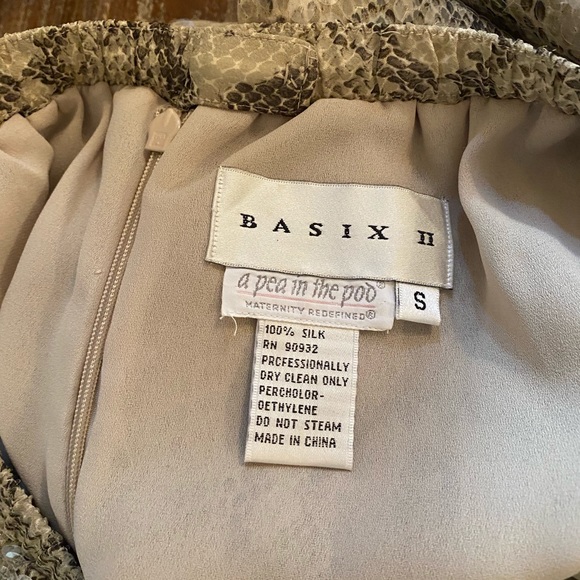 BASIX II
a pea in the pod®
MATERNITY REDEFINED®
S
100% SILK
RN 90932
PROFESSIONALLY
DRY CLEAN ONLY
PERCHOLOR-
OETHYLENE
DO NOT STEAM
MADE IN CHINA